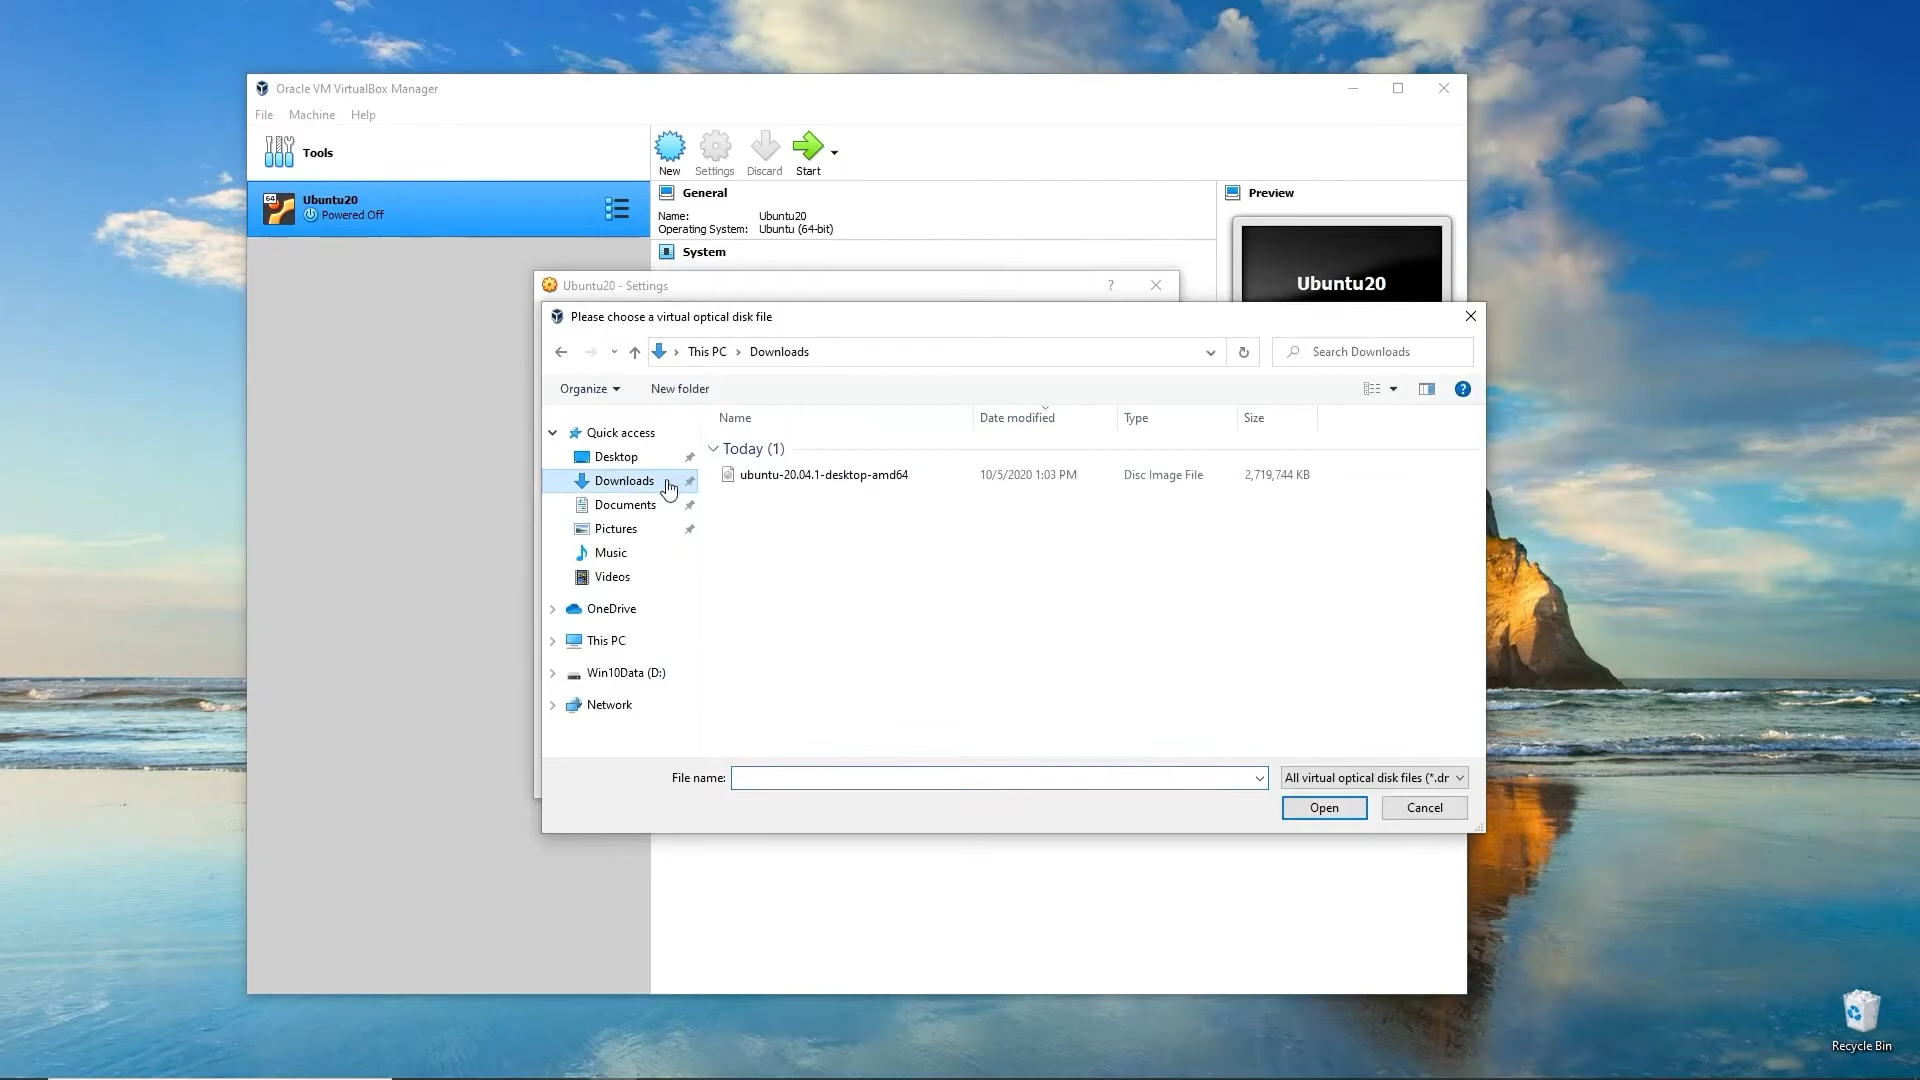 Oracle VM VirtualBox Manager
File Machine Help
Tools
New Settings Discard Start
64 Ubuntu20
Powered Off
General
Name: Ubuntu20
Operating System: Ubuntu (64-bit)
System
Preview
Ubuntu20
Ubuntu20 - Settings ?
Please choose a virtual optical disk file
This PC Downloads
Search Downloads
Organize New folder ?
Name Date modified Type Size
Quick access
Desktop
Downloads
Documents
Pictures
Music
Videos
OneDrive
This PC
Win10Data (D:)
Network
Today (1)
ubuntu-20.04.1-desktop-amd64 10/5/2020 1:03 PM Disc Image File 2,719,744 KB
File name: All virtual optical disk files (*.dr
Open Cancel
Recycle Bin